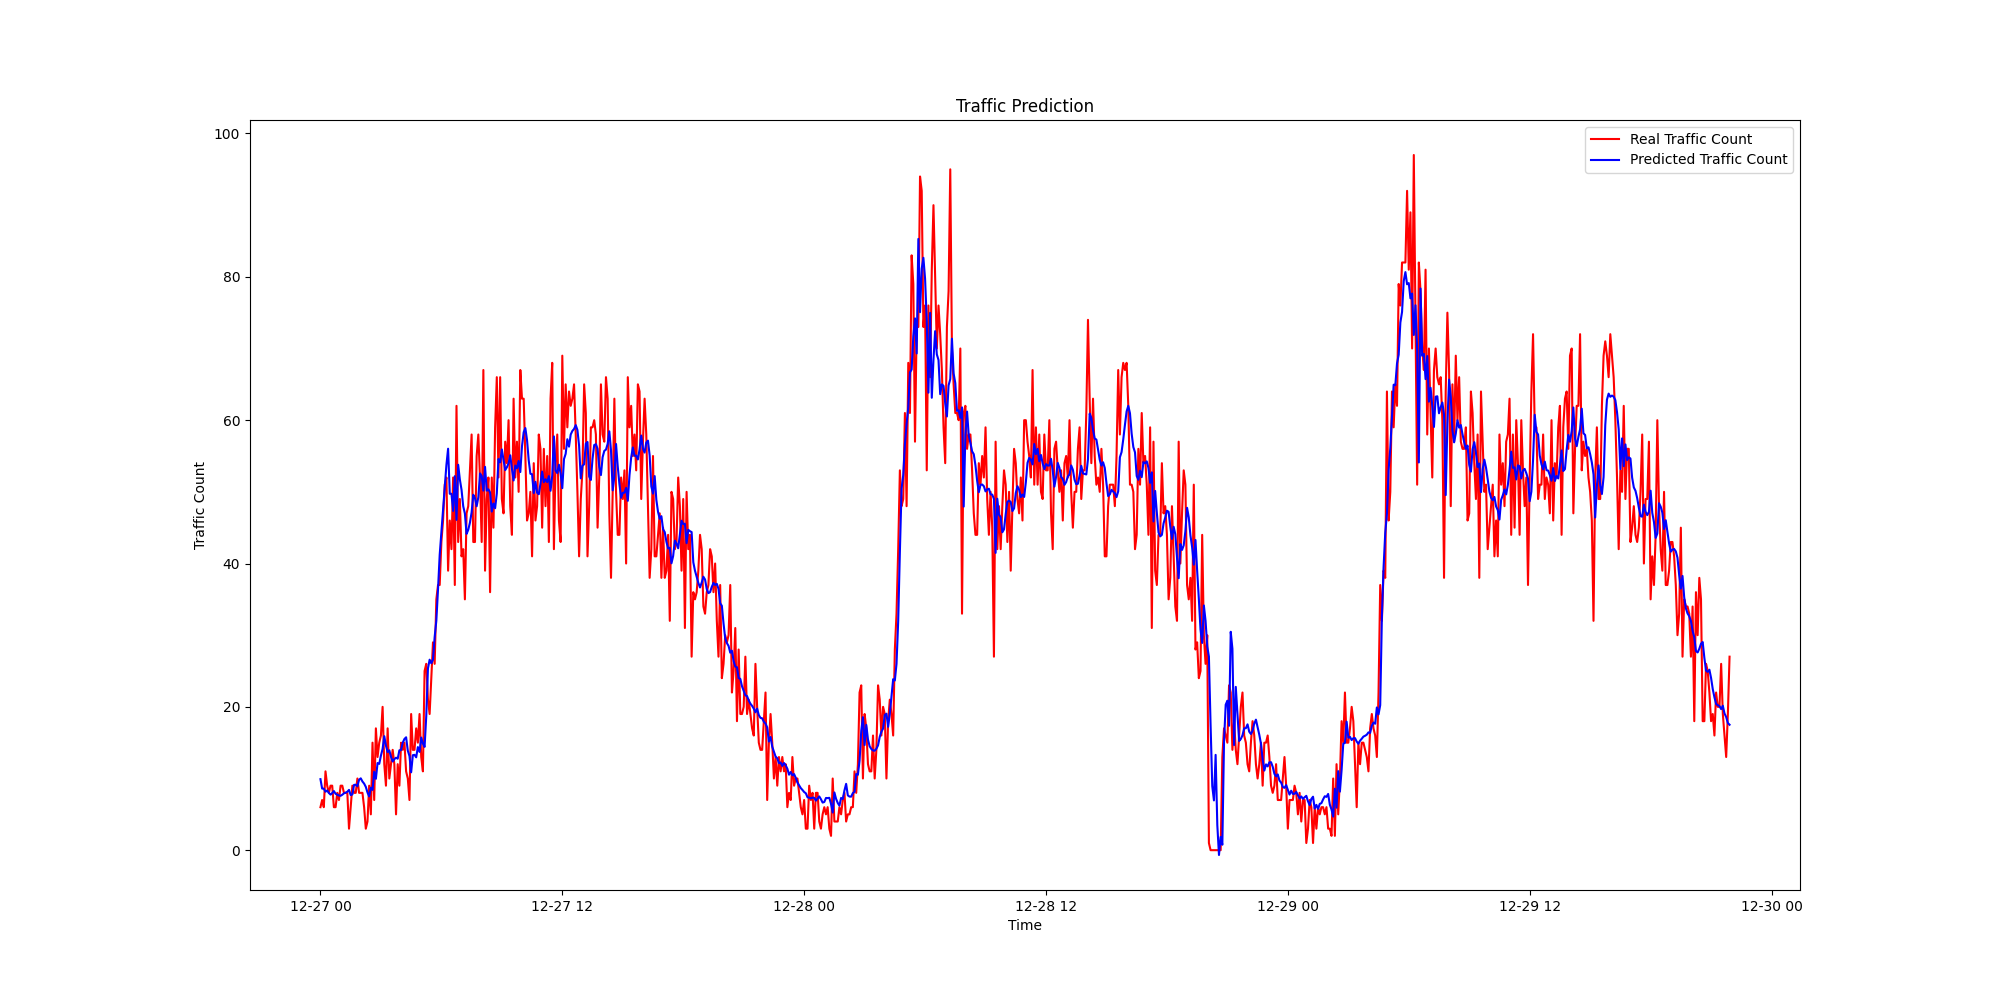 Traffic Prediction
Real Traffic Count
Predicted Traffic Count
Traffic Count
100
80
60
40
20
0
12-27 00
12-27 12
12-28 00
12-28 12
12-29 00
12-29 12
12-30 00
Time